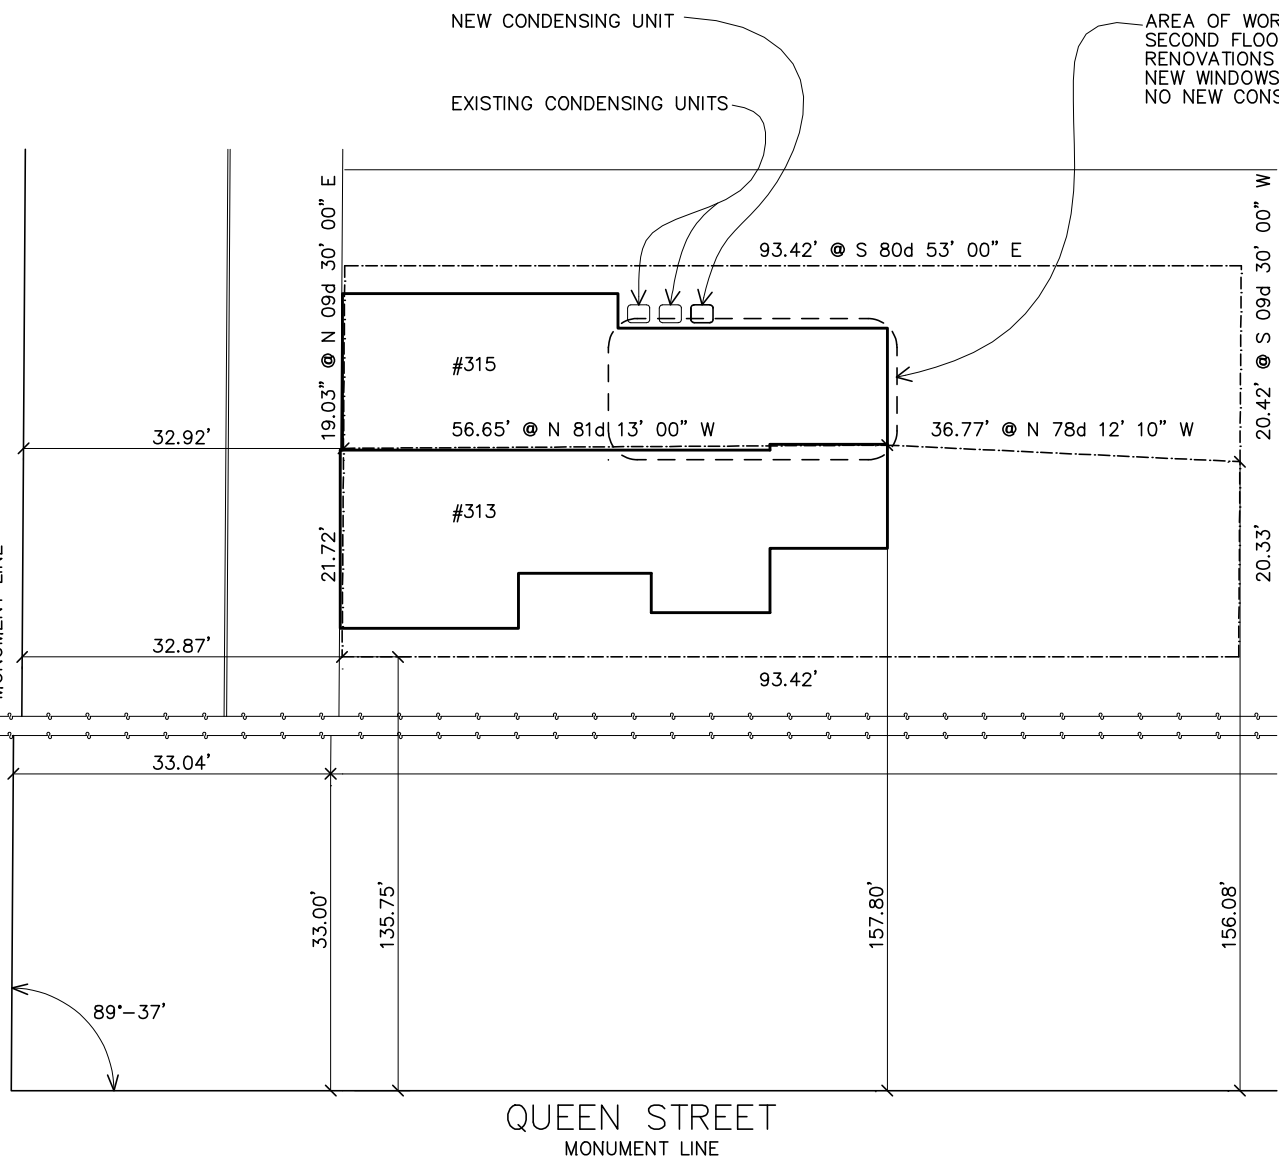 NEW CONDENSING UNIT
EXISTING CONDENSING UNITS
AREA OF
SECOND
RENOVATIONS
NEW WINDOWS
NO NEW
19.03" @ N 09d 30' 00" E
93.42' @ S 80d 53' 00" E
20.42' @ S 09d 30' 00" W
#315
32.92'
56.65' @ N 81d 13' 00" W
36.77' @ N 78d 12' 10" W
#313
21.72'
20.33'
MONUMENT LINE
32.87'
93.42'
33.04'
33.00'
135.75'
157.80'
156.08'
89°-37'
QUEEN STREET
MONUMENT LINE